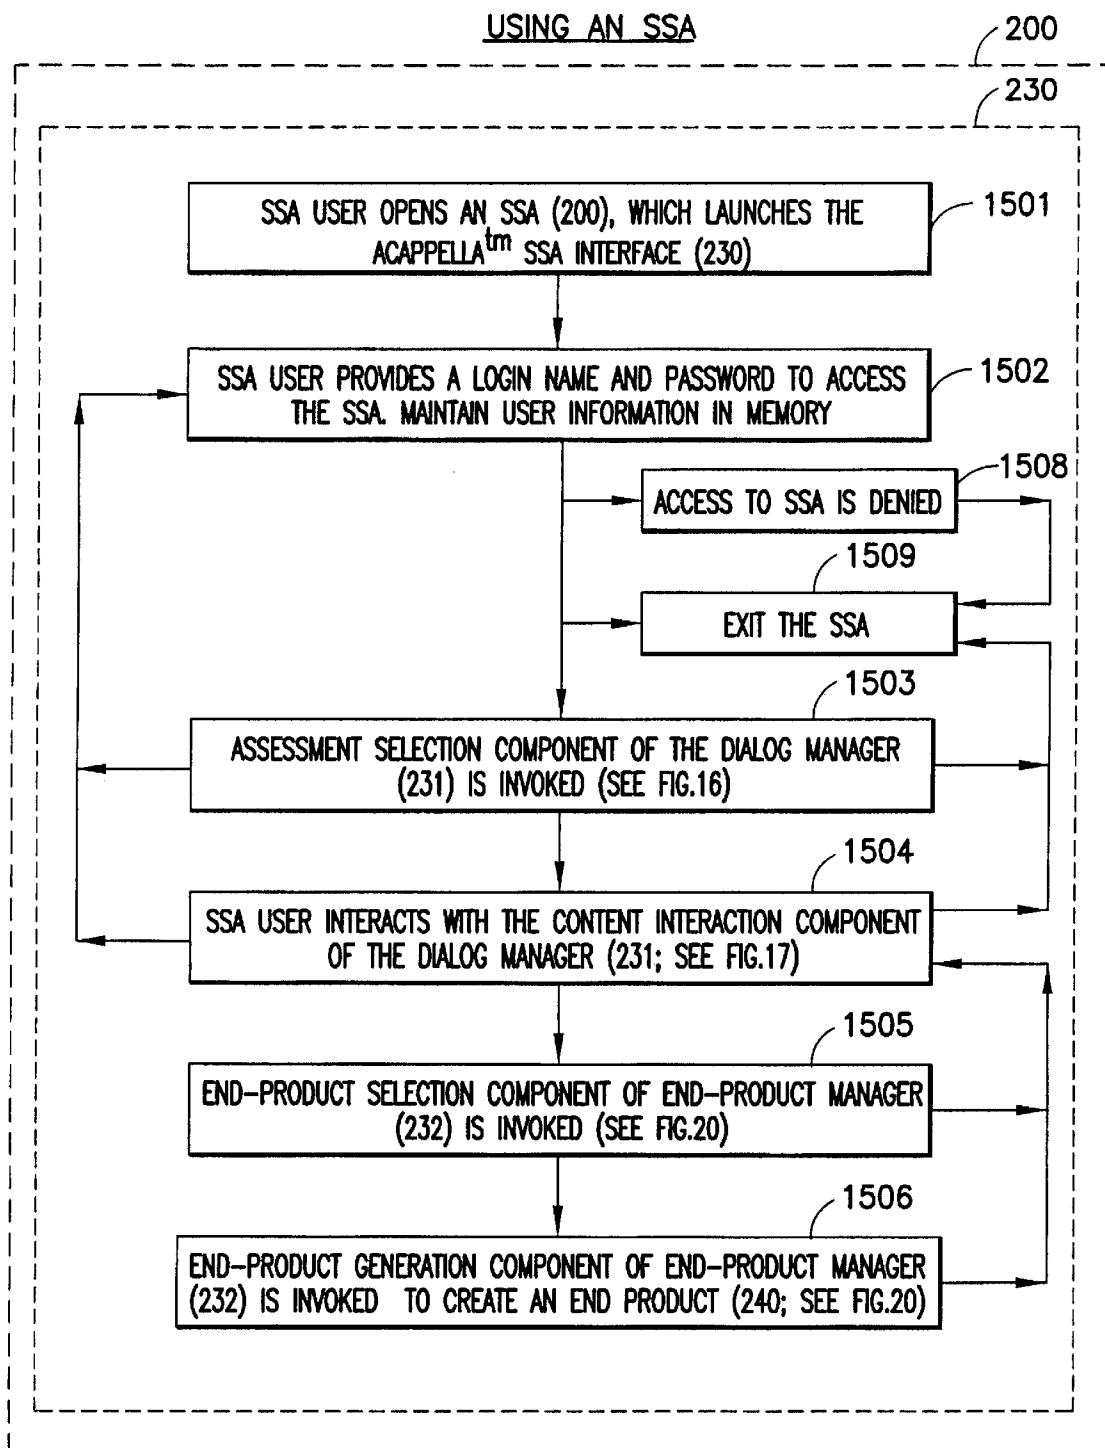 USING AN SSA
200
230
SSA USER OPENS AN SSA (200), WHICH LAUNCHES THE
ACAPPELLAtm SSA INTERFACE (230)
1501
SSA USER PROVIDES A LOGIN NAME AND PASSWORD TO ACCESS
THE SSA. MAINTAIN USER INFORMATION IN MEMORY
1502
ACCESS TO SSA IS DENIED
1508
1509
EXIT THE SSA
1503
ASSESSMENT SELECTION COMPONENT OF THE DIALOG MANAGER
(231) IS INVOKED (SEE FIG.16)
1504
SSA USER INTERACTS WITH THE CONTENT INTERACTION COMPONENT
OF THE DIALOG MANAGER (231; SEE FIG.17)
1505
END-PRODUCT SELECTION COMPONENT OF END-PRODUCT MANAGER
(232) IS INVOKED (SEE FIG.20)
1506
END-PRODUCT GENERATION COMPONENT OF END-PRODUCT MANAGER
(232) IS INVOKED TO CREATE AN END PRODUCT (240; SEE FIG.20)